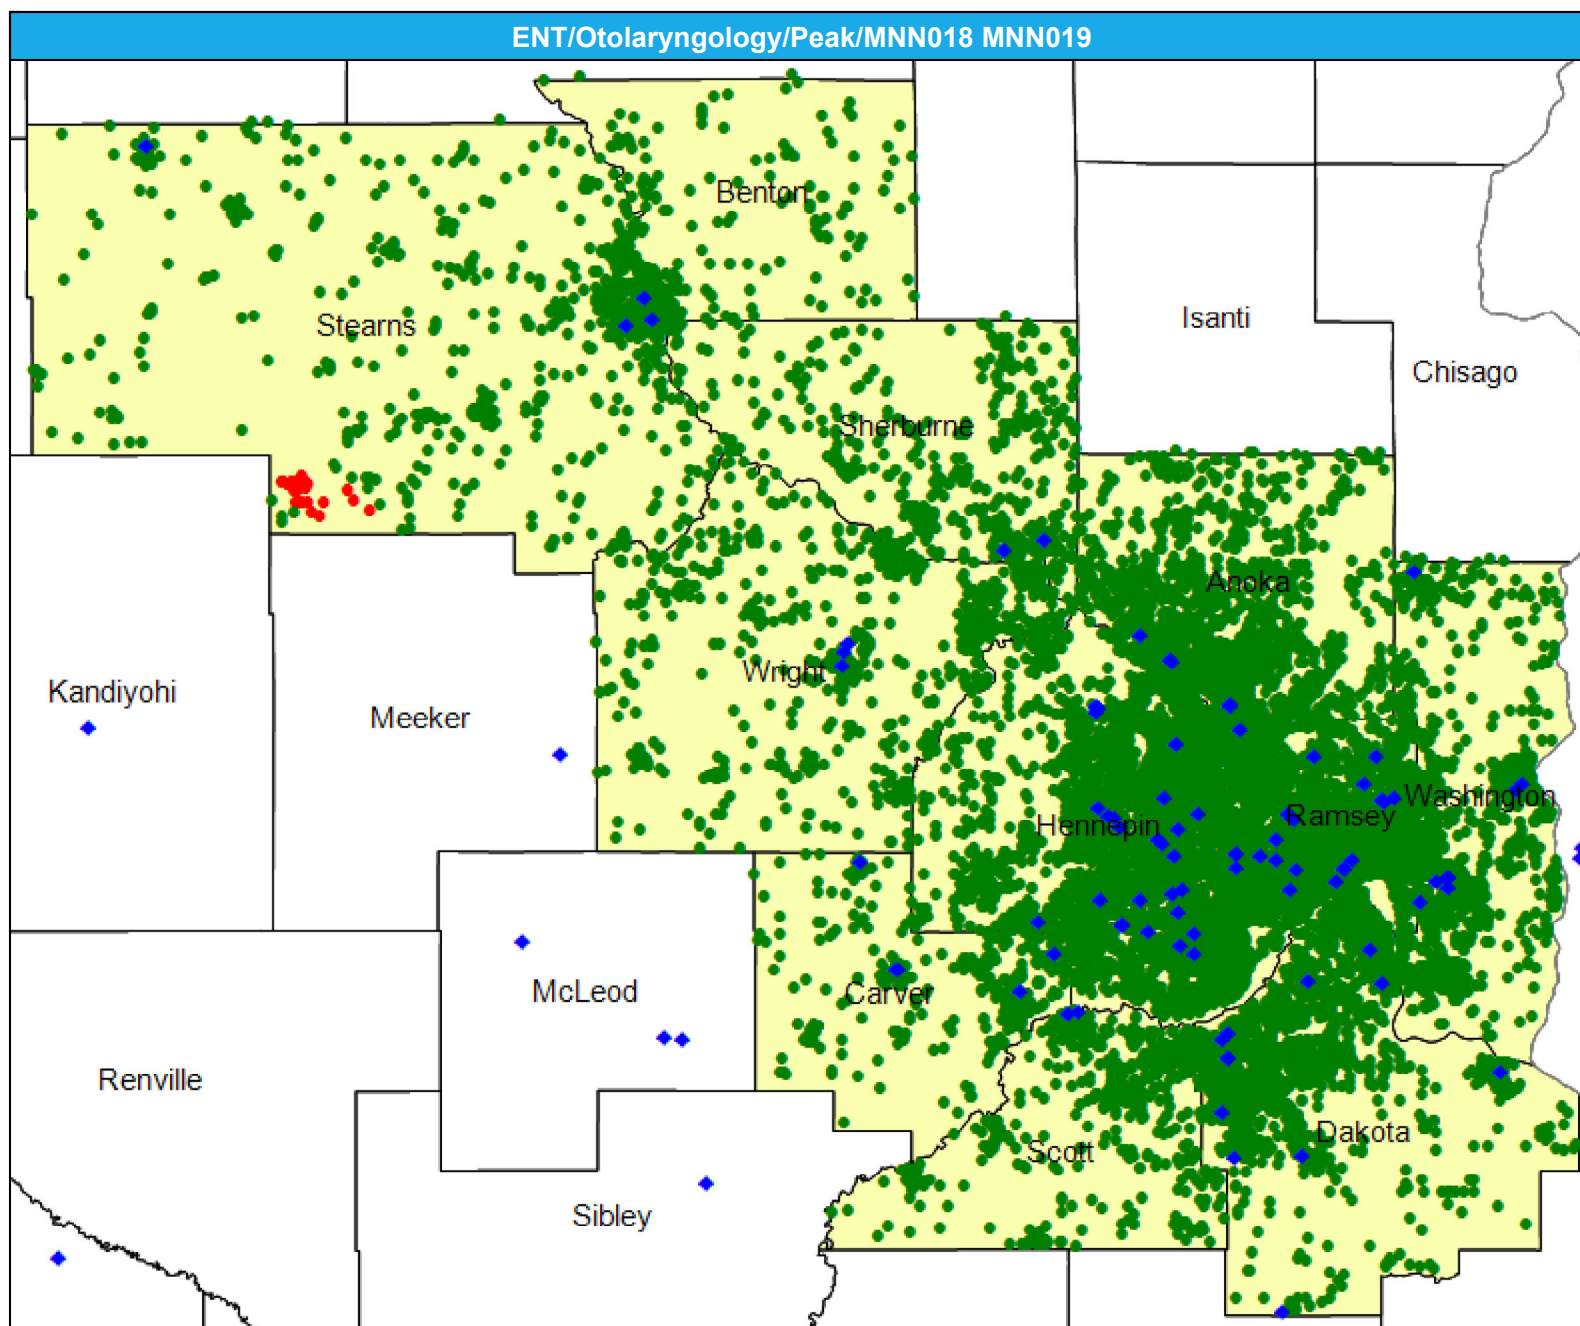 ENT/Otolaryngology/Peak/MNN018 MNN019
Benton
Stearns
Isanti
Chisago
Sherburne
Anoka
Wright
Kandiyohi
Meeker
Washington
Hennepin
Ramsey
McLeod
Carver
Renville
Dakota
Scott
Sibley